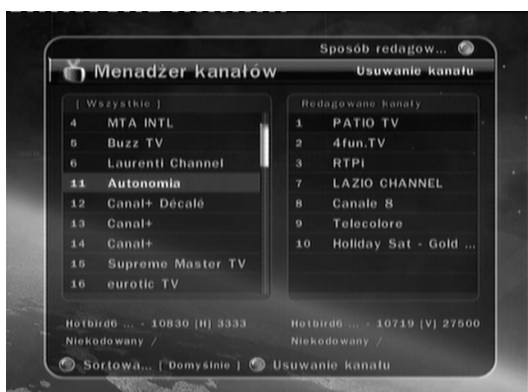 Sposób redagow...
Menadżer kanałów
Usuwanie kanału
[ Wszystkie ]
4 MTA INTL
5 Buzz TV
6 Laurenti Channel
11 Autonomia
12 Canal+ Décalé
13 Canal+
14 Canal+
15 Supreme Master TV
16 eurotic TV
Redagowane kanały
1 PATIO TV
2 4fun.TV
3 RTPi
7 LAZIO CHANNEL
8 Canale 8
9 Telecolore
10 Holiday Sat - Gold ...
Hotbird6 ... - 10830 [H] 3333
Niekodowany /
Hotbird6 ... - 10719 [V] 27500
Niekodowany /
Sortowa... [ Domyślnie ] Usuwanie kanału